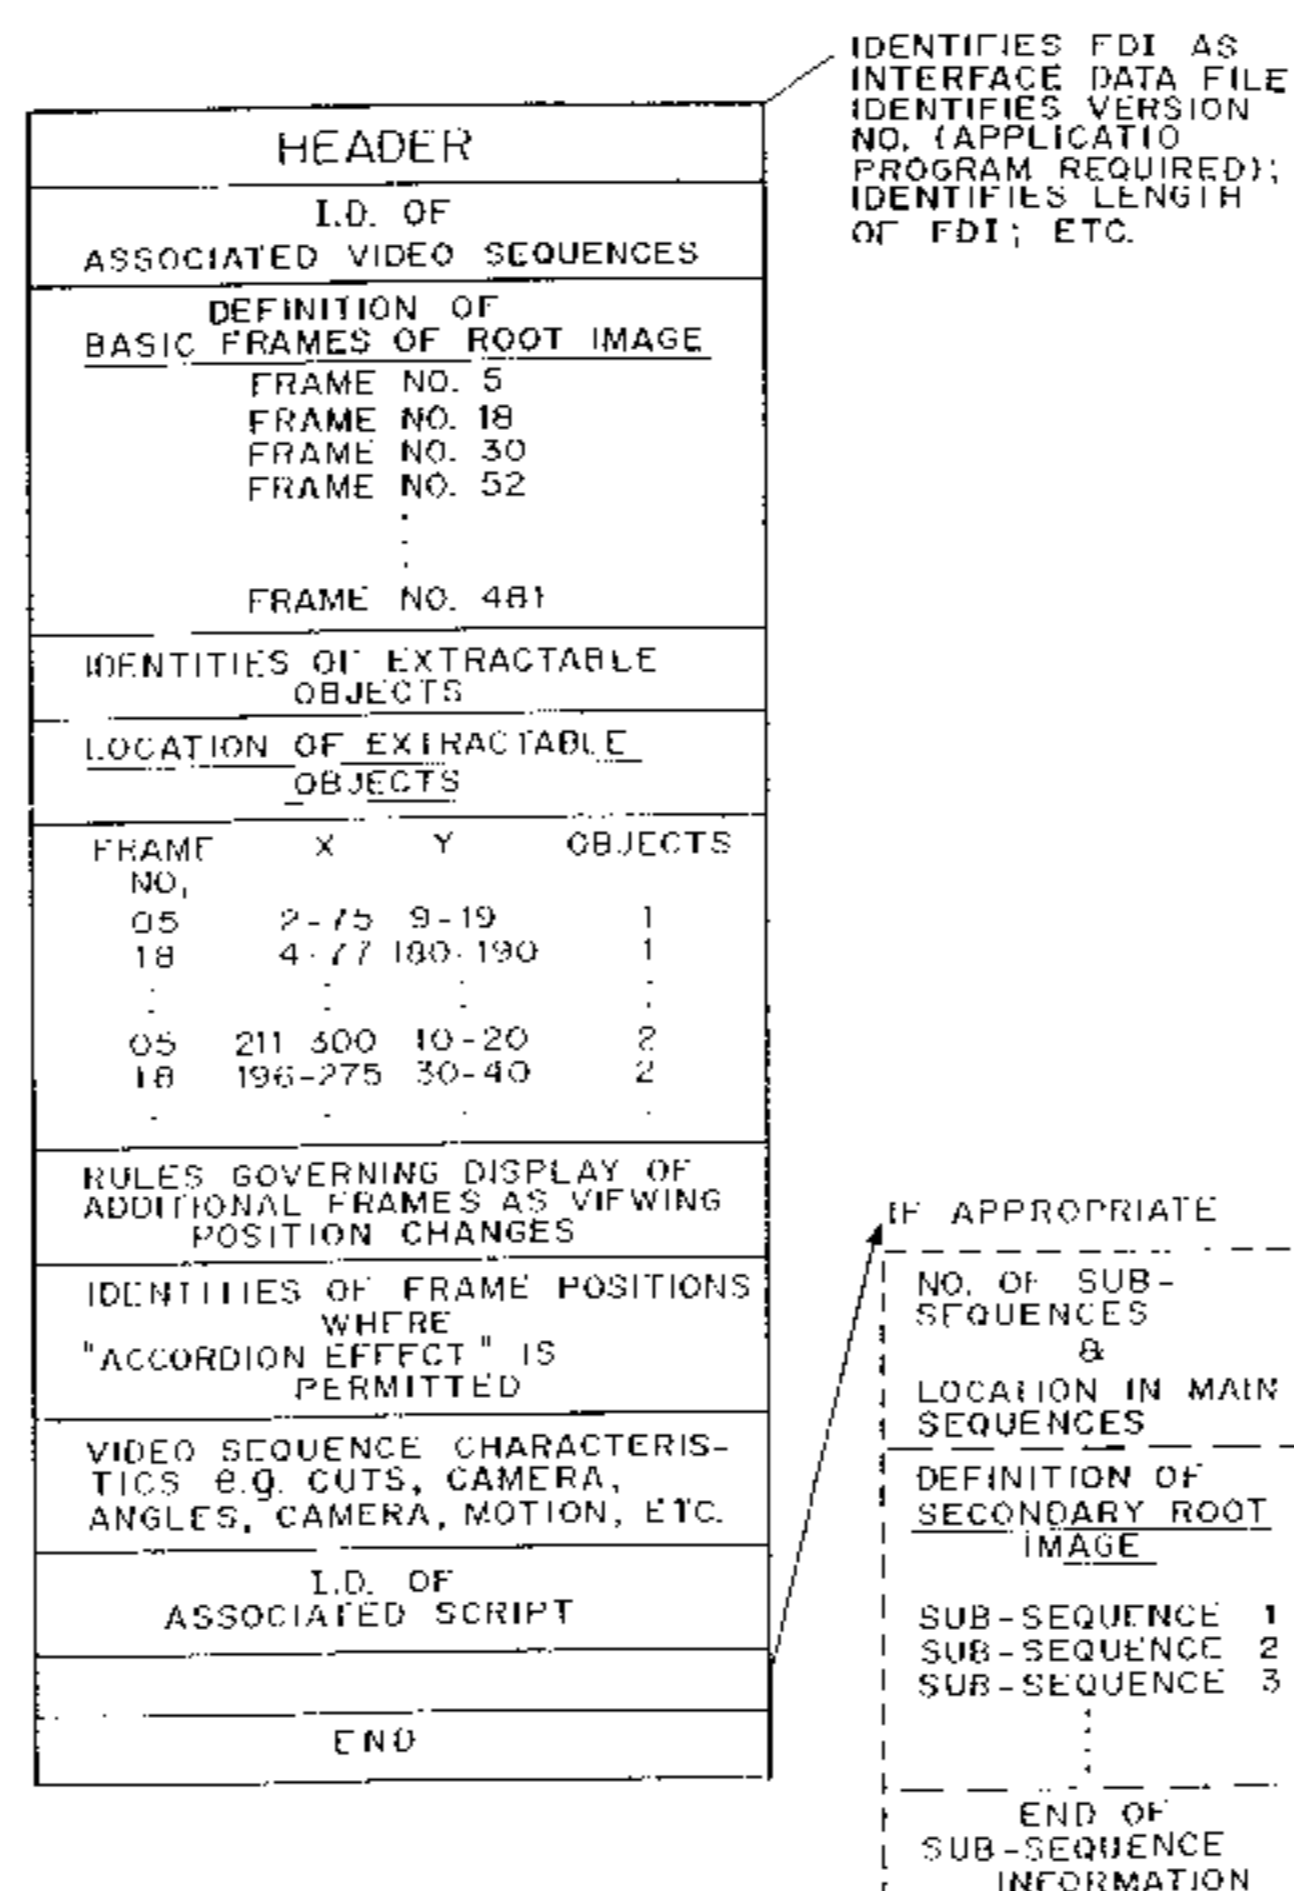 IDENTIFIES FDI AS
INTERFACE DATA FILE
IDENTIFIES VERSION
NO. (APPLICATIO
PROGRAM REQUIRED);
IDENTIFIES LENGTH
OF FDI; ETC.
HEADER
I.D. OF
ASSOCIATED VIDEO SEQUENCES
DEFINITION OF
BASIC FRAMES OF ROOT IMAGE
FRAME NO. 5
FRAME NO. 18
FRAME NO. 30
FRAME NO. 52
FRAME NO. 481
IDENTITIES OF EXTRACTABLE
OBJECTS
LOCATION OF EXTRACTABLE
OBJECTS
FRAME X Y OBJECTS
NO.
05 2-75 9-19 1
18 4-77 180-190 1
05 211-300 10-20 2
18 196-275 30-40 2
RULES GOVERNING DISPLAY OF
ADDITIONAL FRAMES AS VIEWING
POSITION CHANGES
IDENTITIES OF FRAME POSITIONS
WHERE
"ACCORDION EFFECT" IS
PERMITTED
VIDEO SEQUENCE CHARACTERIS-
TICS e.g. CUTS, CAMERA,
ANGLES, CAMERA, MOTION, ETC.
I.D. OF
ASSOCIATED SCRIPT
END
IF APPROPRIATE
NO. OF SUB-
SEQUENCES
&
LOCATION IN MAIN
SEQUENCES
DEFINITION OF
SECONDARY ROOT
IMAGE
SUB-SEQUENCE 1
SUB-SEQUENCE 2
SUB-SEQUENCE 3
END OF
SUB-SEQUENCE
INFORMATION